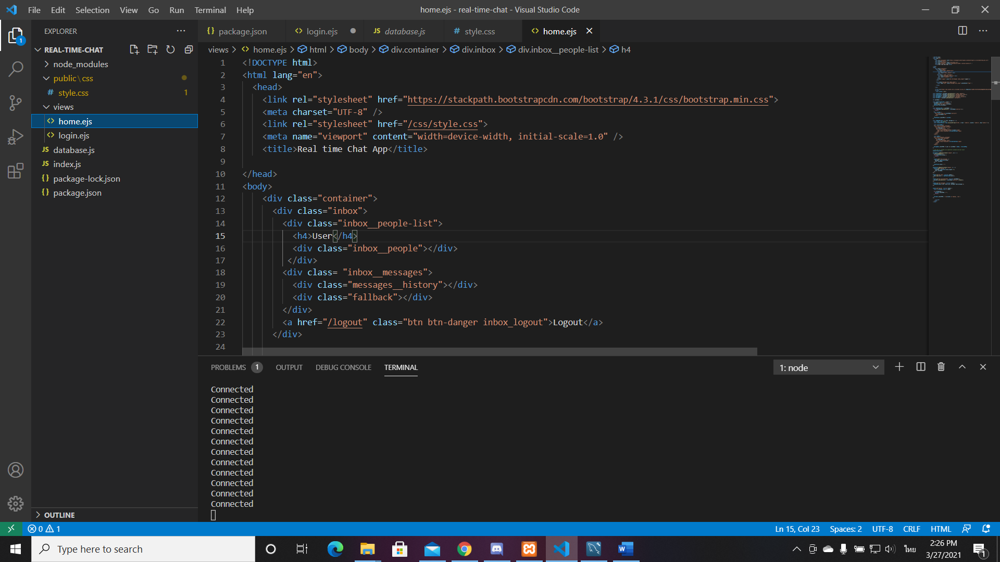 File Edit Selection View Go Run Terminal Help
home.ejs - real-time-chat - Visual Studio Code
EXPLORER
package.json
login.ejs
JS database.js
# style.css
home.ejs
1
REAL-TIME-CHAT
views > home.ejs > html > body > div.container > div.inbox > div.inbox__people-list > h4
node_modules
public\css
# style.css 1
views
home.ejs
login.ejs
JS database.js
JS index.js
{} package-lock.json
{} package.json
1 <!DOCTYPE html>
2 <html lang="en">
3 <head>
4 <link rel="stylesheet" href="https://stackpath.bootstrapcdn.com/bootstrap/4.3.1/css/bootstrap.min.css">
5 <meta charset="UTF-8" />
6 <link rel="stylesheet" href="/css/style.css">
7 <meta name="viewport" content="width=device-width, initial-scale=1.0" />
8 <title>Real time Chat App</title>
9
10 </head>
11 <body>
12 <div class="container">
13 <div class="inbox">
14 <div class="inbox__people-list">
15 <h4>User</h4>
16 <div class="inbox__people"></div>
17 </div>
18 <div class= "inbox__messages">
19 <div class="messages__history"></div>
20 <div class="fallback"></div>
21 </div>
22 <a href="/logout" class="btn btn-danger inbox_logout">Logout</a>
23 </div>
24
PROBLEMS 1 OUTPUT DEBUG CONSOLE TERMINAL
1: node
Connected
Connected
Connected
Connected
Connected
Connected
Connected
Connected
Connected
Connected
Connected
Connected
OUTLINE
0 1
Ln 15, Col 23 Spaces: 2 UTF-8 CRLF HTML
Type here to search
ไทย
2:26 PM
3/27/2021
1